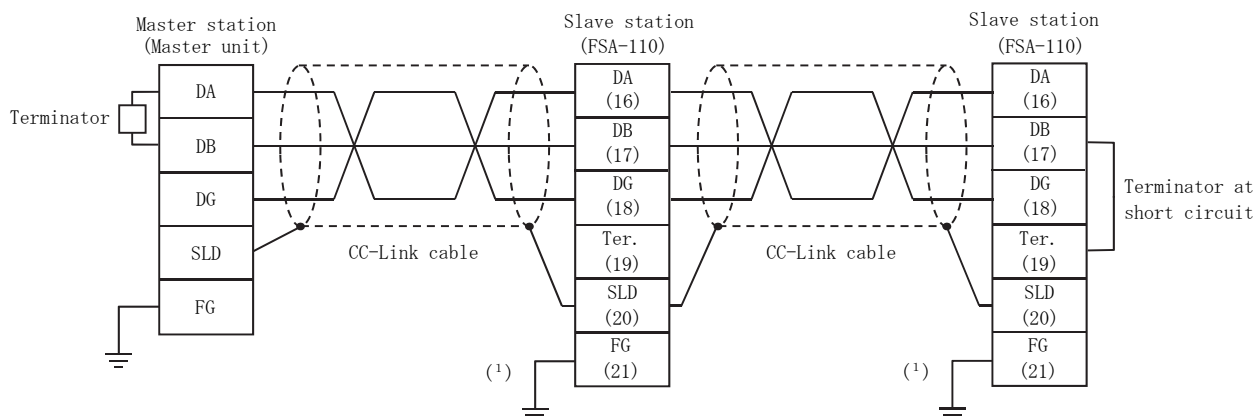 Master station
(Master unit)
Terminator
DA
DB
DG
SLD
FG
CC-Link cable
Slave station
(FSA-110)
DA
(16)
DB
(17)
DG
(18)
Ter.
(19)
SLD
(20)
FG
(21)
(¹)
CC-Link cable
Slave station
(FSA-110)
DA
(16)
DB
(17)
DG
(18)
Ter.
(19)
SLD
(20)
FG
(21)
(¹)
Terminator at
short circuit